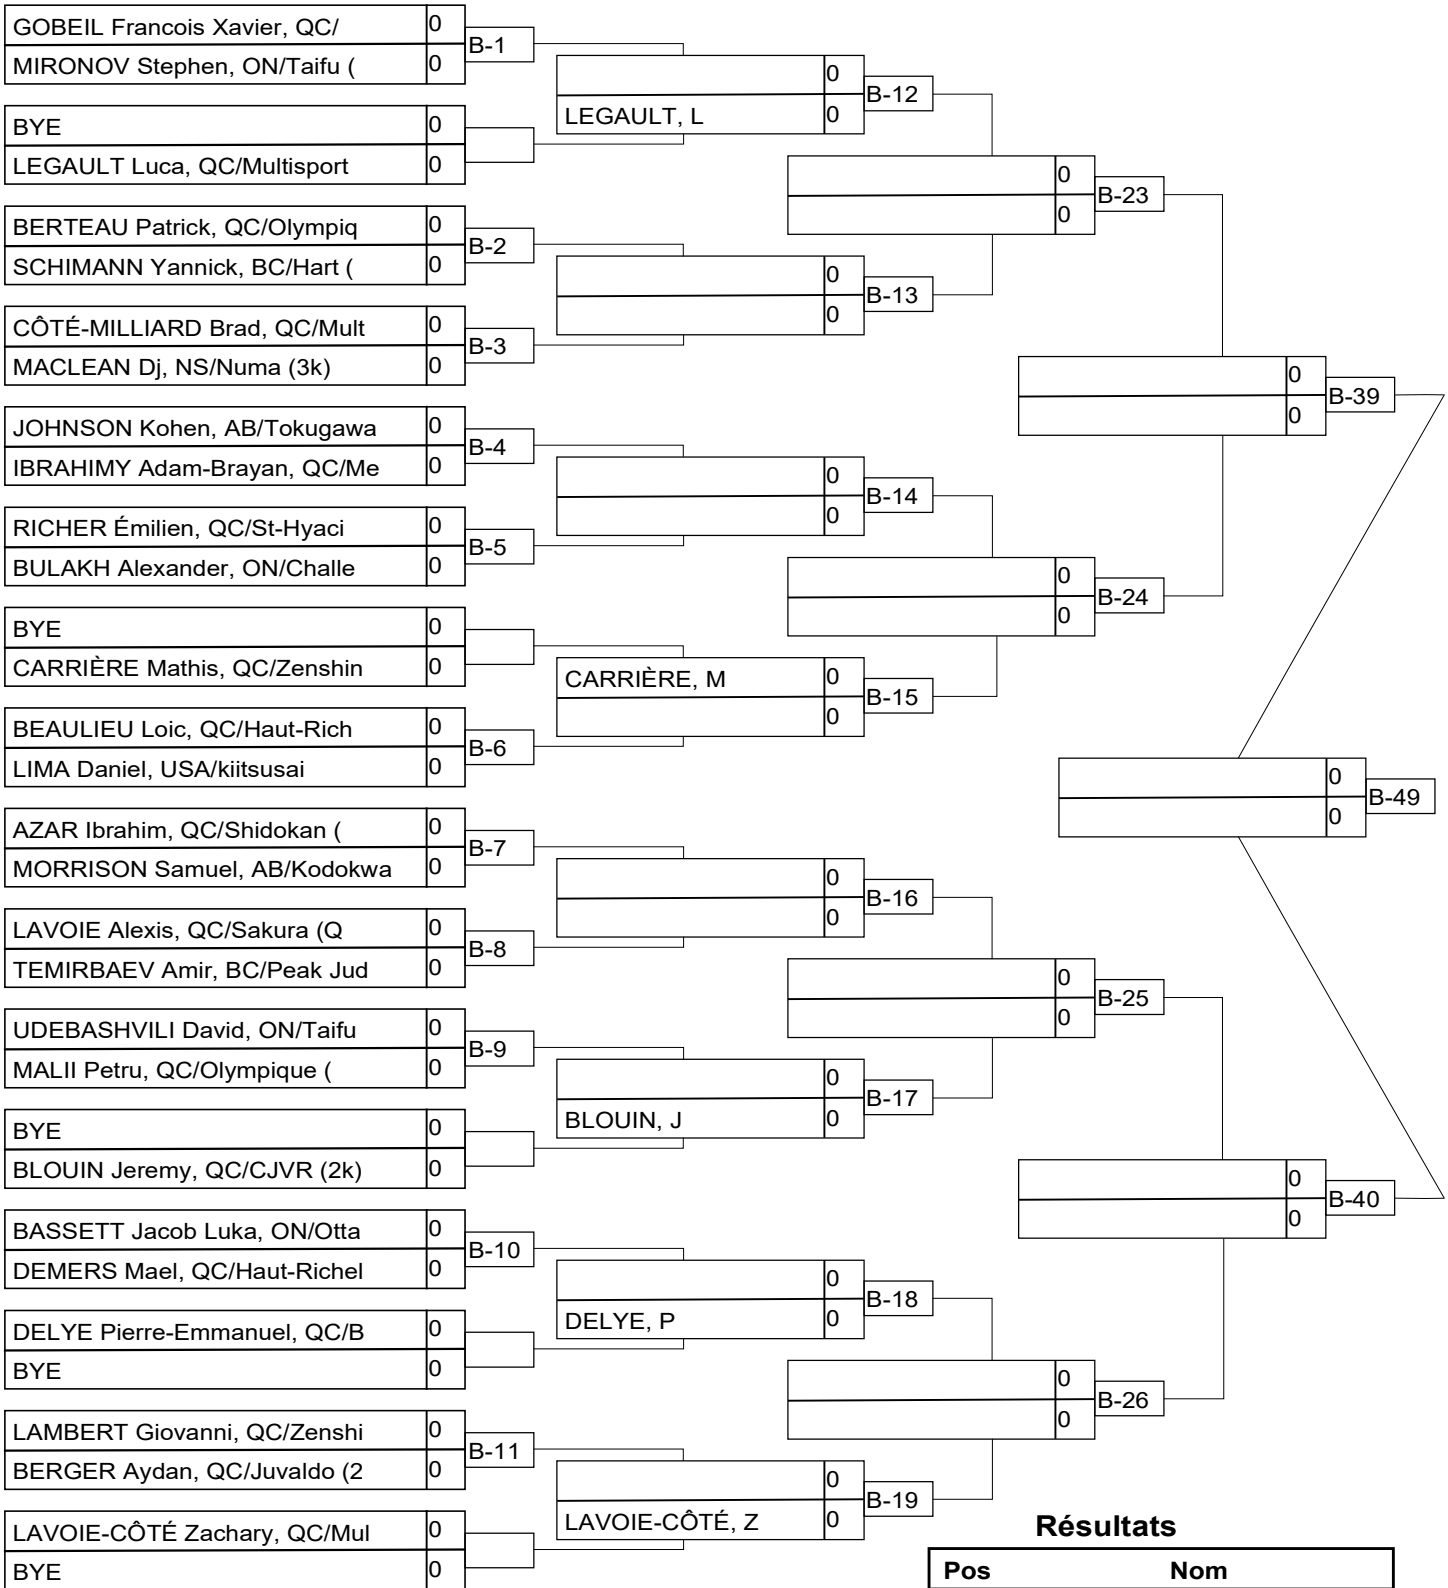 GOBEIL Francois Xavier, QC/ 0
B-1
MIRONOV Stephen, ON/Taifu ( 0
BYE 0
LEGAULT Luca, QC/Multisport 0
BERTEAU Patrick, QC/Olympiq 0
B-2
SCHIMANN Yannick, BC/Hart ( 0
CÔTÉ-MILLIARD Brad, QC/Mult 0
B-3
MACLEAN Dj, NS/Numa (3k) 0
JOHNSON Kohen, AB/Tokugawa 0
B-4
IBRAHIMY Adam-Brayan, QC/Me 0
RICHER Émilien, QC/St-Hyaci 0
B-5
BULAKH Alexander, ON/Challe 0
BYE 0
CARRIÈRE Mathis, QC/Zenshin 0
BEAULIEU Loic, QC/Haut-Rich 0
B-6
LIMA Daniel, USA/kiitsusai 0
AZAR Ibrahim, QC/Shidokan ( 0
B-7
MORRISON Samuel, AB/Kodokwa 0
LAVOIE Alexis, QC/Sakura (Q 0
B-8
TEMIRBAEV Amir, BC/Peak Jud 0
UDEBASHVILI David, ON/Taifu 0
B-9
MALII Petru, QC/Olympique ( 0
BYE 0
BLOUIN Jeremy, QC/CJVR (2k) 0
BASSETT Jacob Luka, ON/Otta 0
B-10
DEMERS Mael, QC/Haut-Richel 0
DELYE Pierre-Emmanuel, QC/B 0
BYE 0
LAMBERT Giovanni, QC/Zenshi 0
B-11
BERGER Aydan, QC/Juvaldo (2 0
LAVOIE-CÔTÉ Zachary, QC/Mul 0
BYE 0
0
B-12
LEGAULT, L 0
0
B-13
0
0
B-14
0
CARRIÈRE, M 0
B-15
0
0
B-16
0
0
B-17
BLOUIN, J 0
0
B-18
DELYE, P 0
0
B-19
LAVOIE-CÔTÉ, Z 0
0
B-23
0
0
B-24
0
0
B-25
0
0
B-26
0
0
B-39
0
0
B-40
0
0
B-49
0
Résultats
Pos Nom